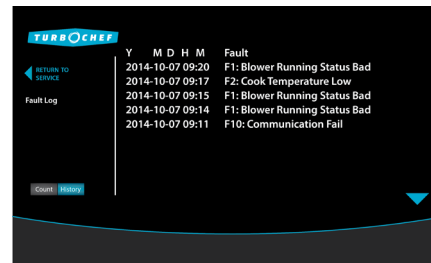 TURBOCHEF
RETURN TO
SERVICE
Fault Log
Count History
Y M D H M Fault
2014-10-07 09:20 F1: Blower Running Status Bad
2014-10-07 09:17 F2: Cook Temperature Low
2014-10-07 09:15 F1: Blower Running Status Bad
2014-10-07 09:14 F1: Blower Running Status Bad
2014-10-07 09:11 F10: Communication Fail